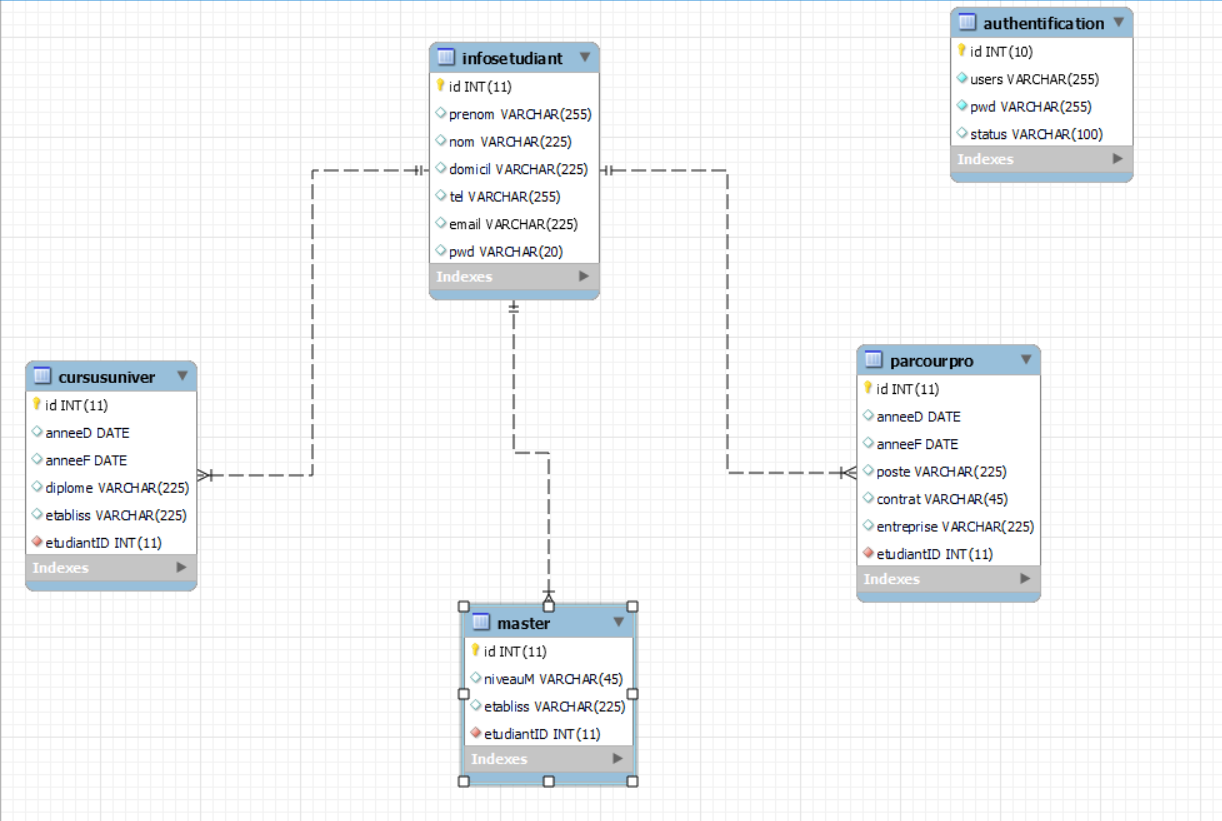 authentification
id INT(10)
users VARCHAR(255)
pwd VARCHAR(255)
status VARCHAR(100)
Indexes
infosetudiant
id INT(11)
prenom VARCHAR(255)
nom VARCHAR(225)
domicil VARCHAR(225)
tel VARCHAR(255)
email VARCHAR(225)
pwd VARCHAR(20)
Indexes
cursusuniver
id INT(11)
anneeD DATE
anneeF DATE
diplome VARCHAR(225)
etabliss VARCHAR(225)
etudiantID INT(11)
Indexes
parcourpro
id INT(11)
anneeD DATE
anneeF DATE
poste VARCHAR(225)
contrat VARCHAR(45)
entreprise VARCHAR(225)
etudiantID INT(11)
Indexes
master
id INT(11)
niveauM VARCHAR(45)
etabliss VARCHAR(225)
etudiantID INT(11)
Indexes